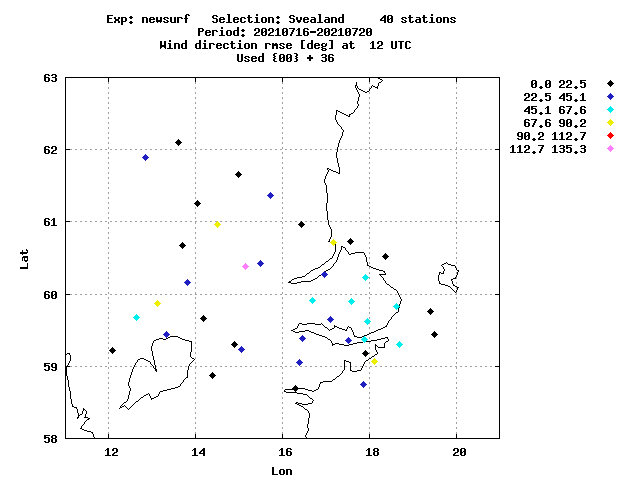 Exp: newsurf   Selection: Svealand     40 stations
Period: 20210716-20210720
Wind direction rmse [deg] at  12 UTC
Used {00} + 36
63
62
61
60
59
58
Lat
12 14 16 18 20
Lon
0.0 22.5
22.5 45.1
45.1 67.6
67.6 90.2
90.2 112.7
112.7 135.3